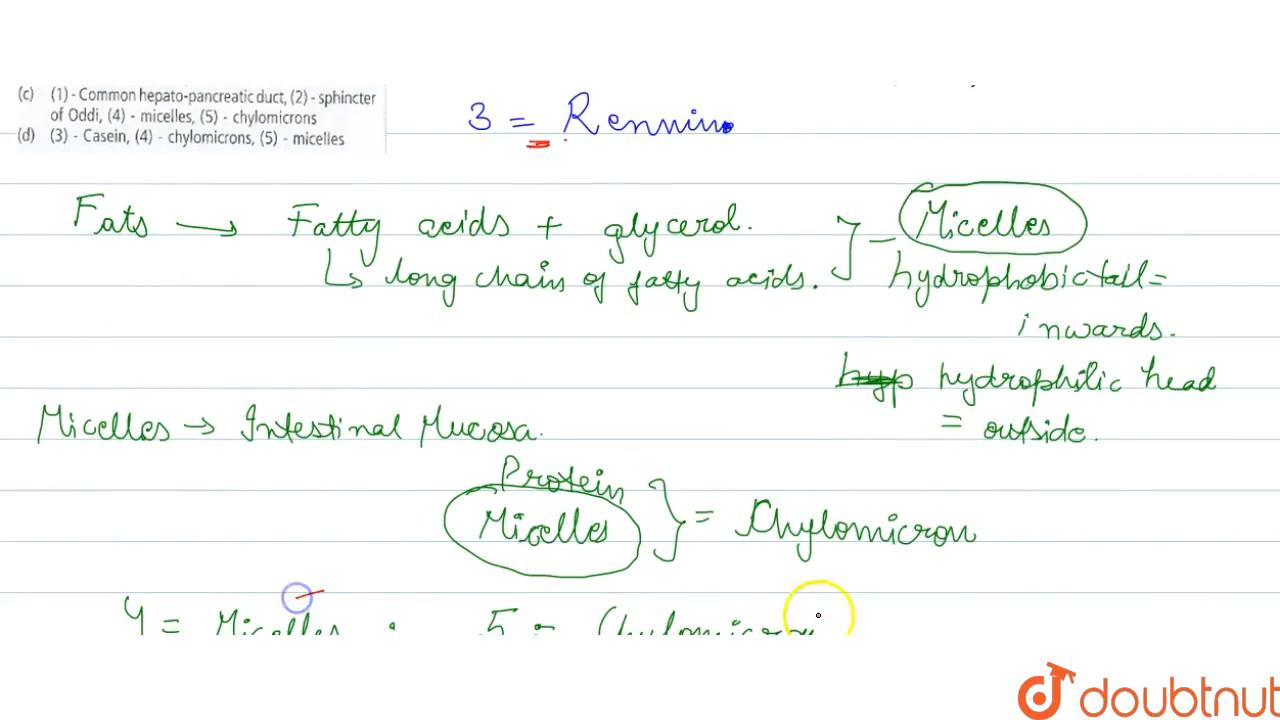 (c) (1) - Common hepato-pancreatic duct, (2) - sphincter
of Oddi, (4) - micelles, (5) - chylomicrons
(d) (3) - Casein, (4) - chylomicrons, (5) - micelles
3 = Rennin
Fats → Fatty acids + glycerol.
↳ long chain of fatty acids. } - Micelles
hydrophobic tail =
inwards.
hyp hydrophilic head
= outside.
Micelles → Intestinal Mucosa.
Protein
Micelles } = Chylomicron
4 = Micelles . 5 = Chylomicron
doubtnut